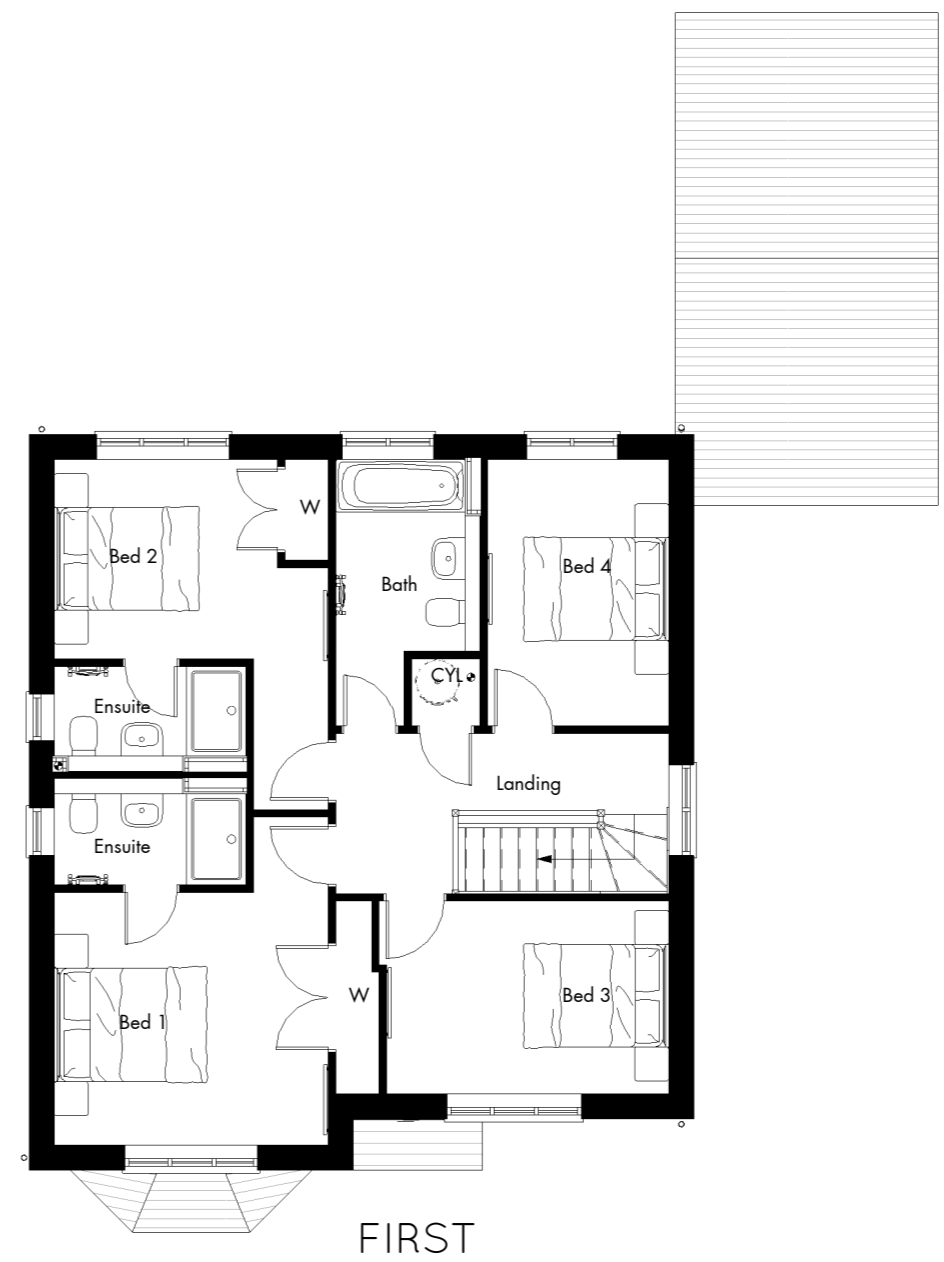 W
Bed 2
Bed 4
Bath
CYL
Ensuite
Landing
Ensuite
W
Bed 3
Bed 1
FIRST